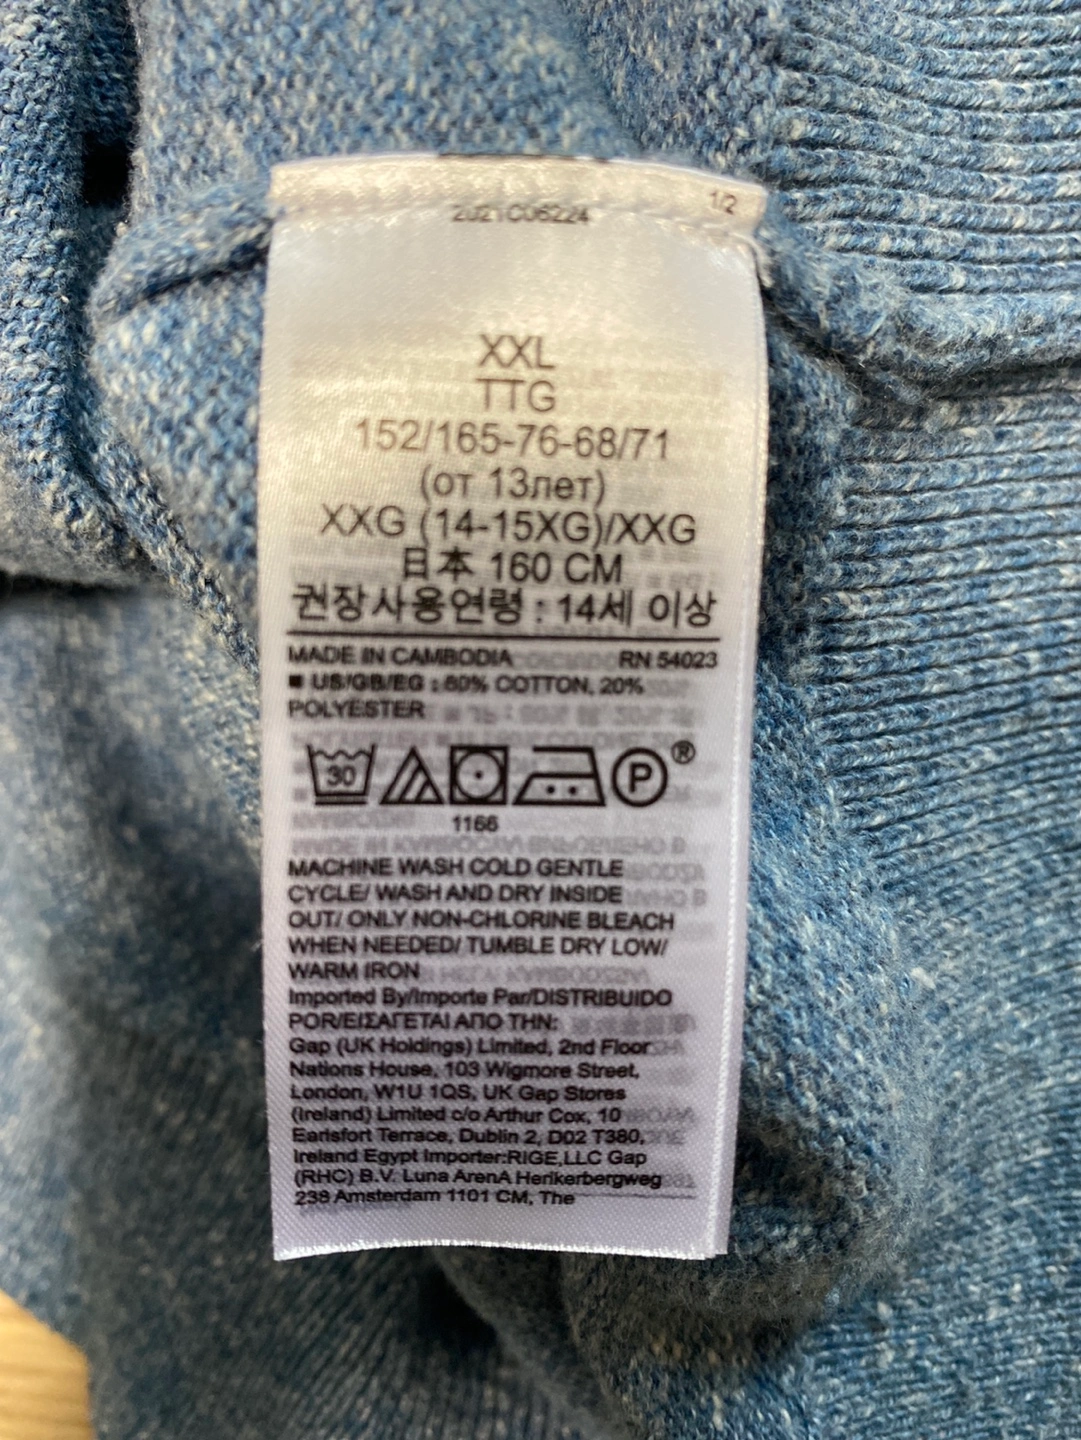 1/2
2021C06224
XXL
TTG
152/165-76-68/71
(от 13лет)
XXG (14-15XG)/XXG
日本 160 CM
권장사용연령 : 14세 이상
MADE IN CAMBODIA RN 54023
■ US/GB/EG : 80% COTTON, 20%
POLYESTER
30 P ®
1166
MACHINE WASH COLD GENTLE
CYCLE/ WASH AND DRY INSIDE
OUT/ ONLY NON-CHLORINE BLEACH
WHEN NEEDED/ TUMBLE DRY LOW/
WARM IRON
Imported By/Importe Par/DISTRIBUIDO
POR/ΕΙΣΑΓΕΤΑΙ ΑΠΟ ΤΗΝ:
Gap (UK Holdings) Limited, 2nd Floor
Nations House, 103 Wigmore Street,
London, W1U 1QS, UK Gap Stores
(Ireland) Limited c/o Arthur Cox, 10
Earlsfort Terrace, Dublin 2, D02 T380,
Ireland Egypt Importer:RIGE,LLC Gap
(RHC) B.V. Luna ArenA Herikerbergweg
238 Amsterdam 1101 CM, The